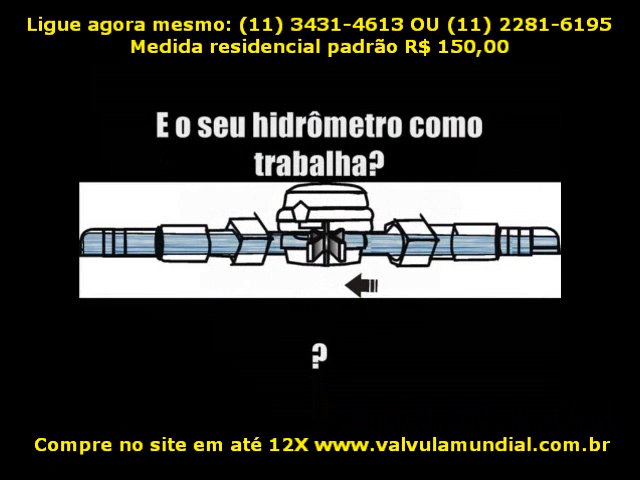 Ligue agora mesmo: (11) 3431-4613 OU (11) 2281-6195
Medida residencial padrão R$ 150,00
E o seu hidrômetro como
trabalha?
?
Compre no site em até 12X www.valvulamundial.com.br